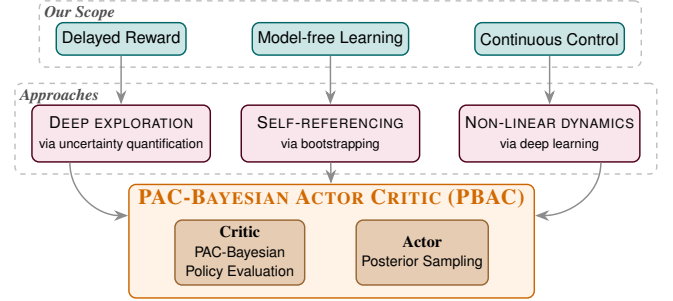 Our Scope
Delayed Reward
Model-free Learning
Continuous Control
Approaches
DEEP EXPLORATION
via uncertainty quantification
SELF-REFERENCING
via bootstrapping
NON-LINEAR DYNAMICS
via deep learning
PAC-BAYESIAN ACTOR CRITIC (PBAC)
Critic
PAC-Bayesian
Policy Evaluation
Actor
Posterior Sampling